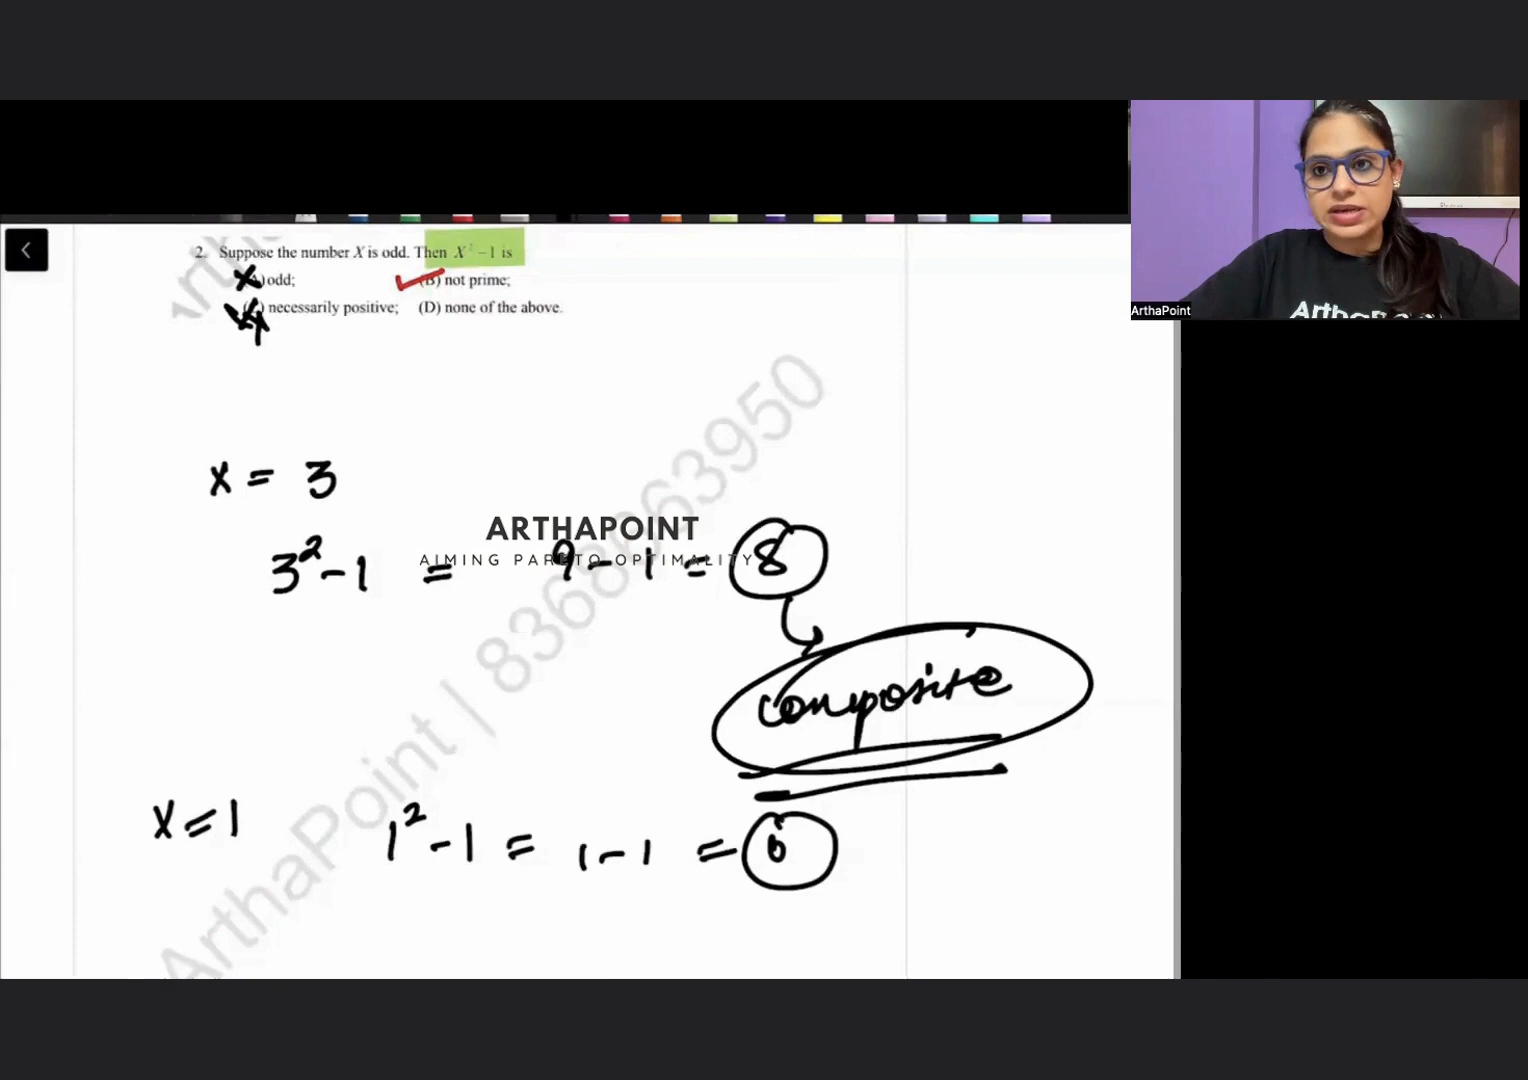 2. Suppose the number X is odd. Then X² – 1 is
odd; (B) not prime;
necessarily positive; (D) none of the above.
x = 3
3² - 1 = 9 - 1 = 8
composite
x = 1 1² - 1 = 1 - 1 = 0
ARTHAPOINT
AIMING PARETO OPTIMALITY
ArthaPoint | 8368063950
ArthaPoint